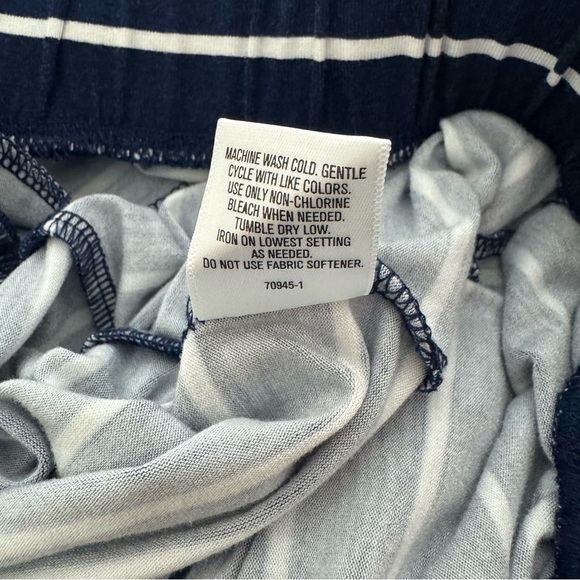 MACHINE WASH COLD. GENTLE
CYCLE WITH LIKE COLORS.
USE ONLY NON-CHLORINE
BLEACH WHEN NEEDED.
TUMBLE DRY LOW.
IRON ON LOWEST SETTING
AS NEEDED.
DO NOT USE FABRIC SOFTENER.
70945-1